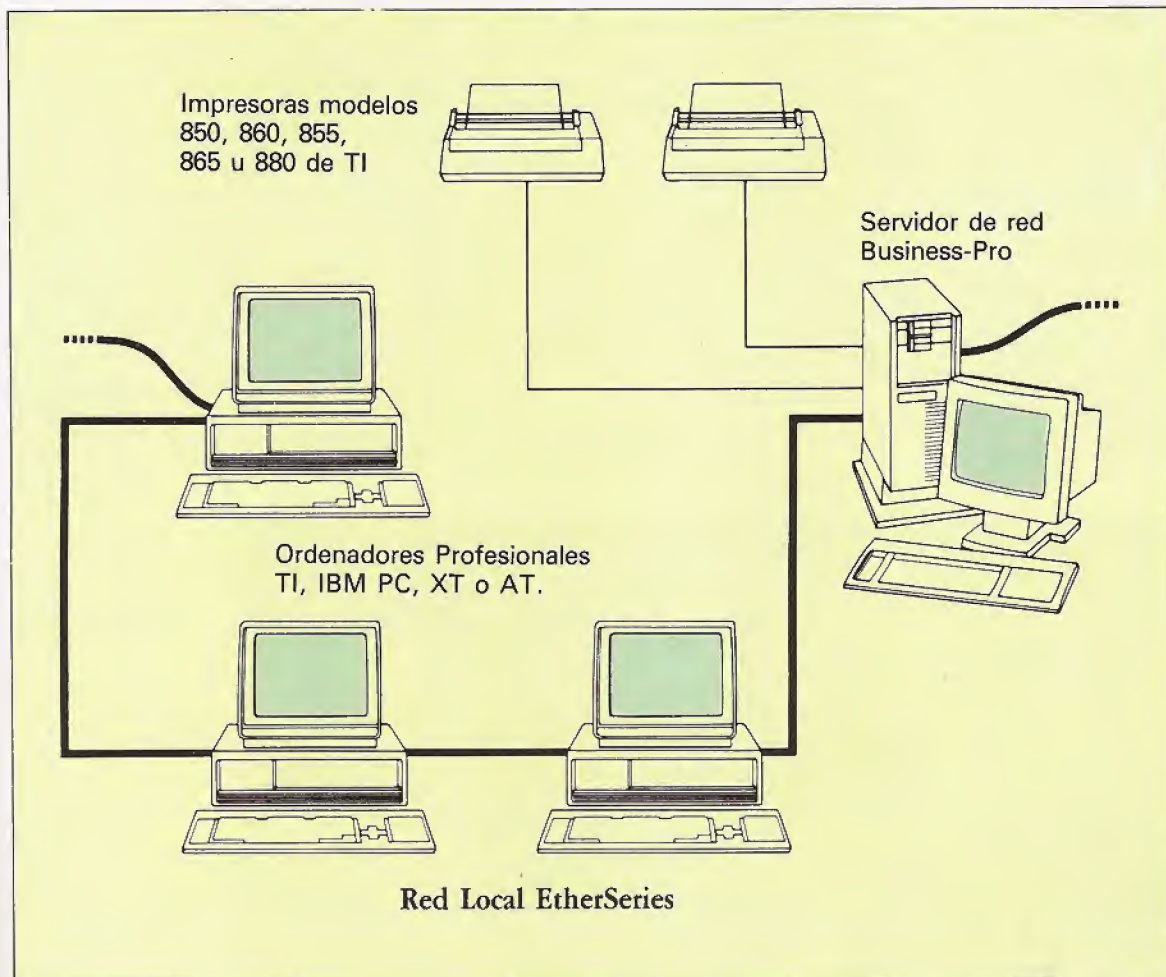 Impresoras modelos
850, 860, 855,
865 u 880 de TI
Servidor de red
Business-Pro
Ordenadores Profesionales
TI, IBM PC, XT o AT.
Red Local EtherSeries